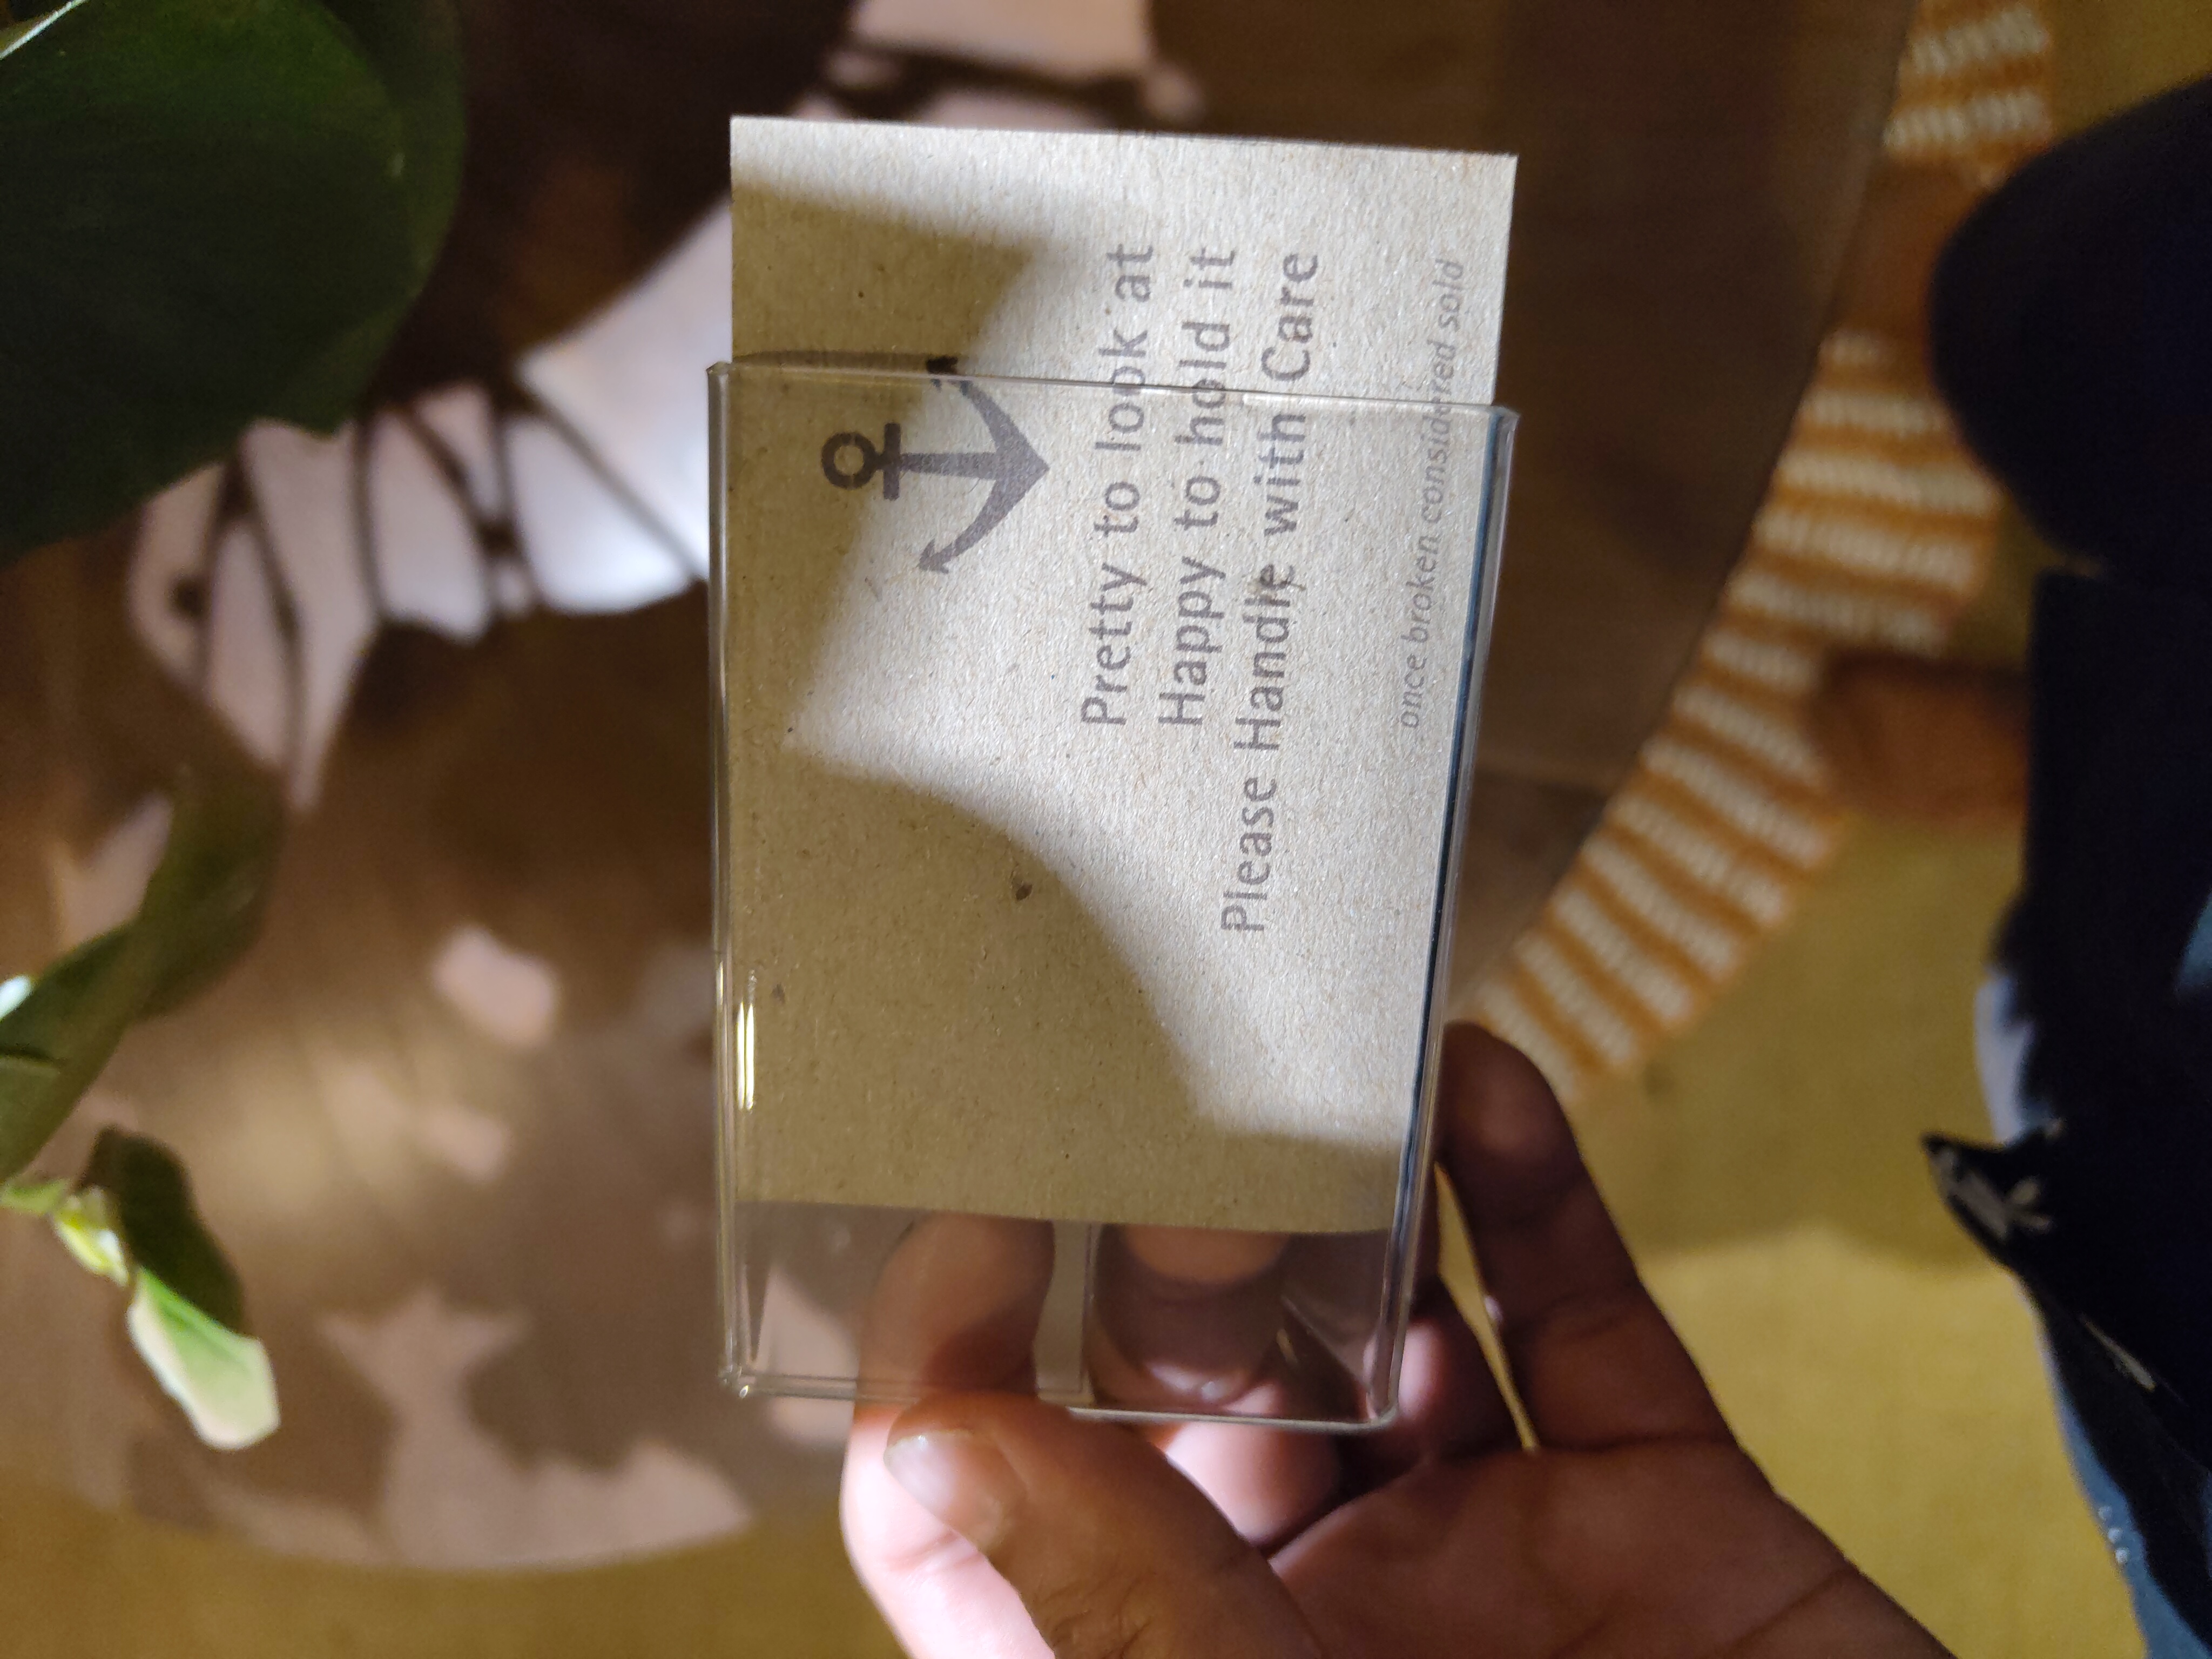 Pretty to look at
Happy to hold it
Please Handle with Care
once broken considered sold